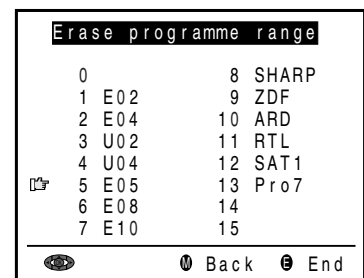 Erase programme range
0 8 SHARP
1 E02 9 ZDF
2 E04 10 ARD
3 U02 11 RTL
4 U04 12 SAT1
5 E05 13 Pro7
6 E08 14
7 E10 15
M Back E End